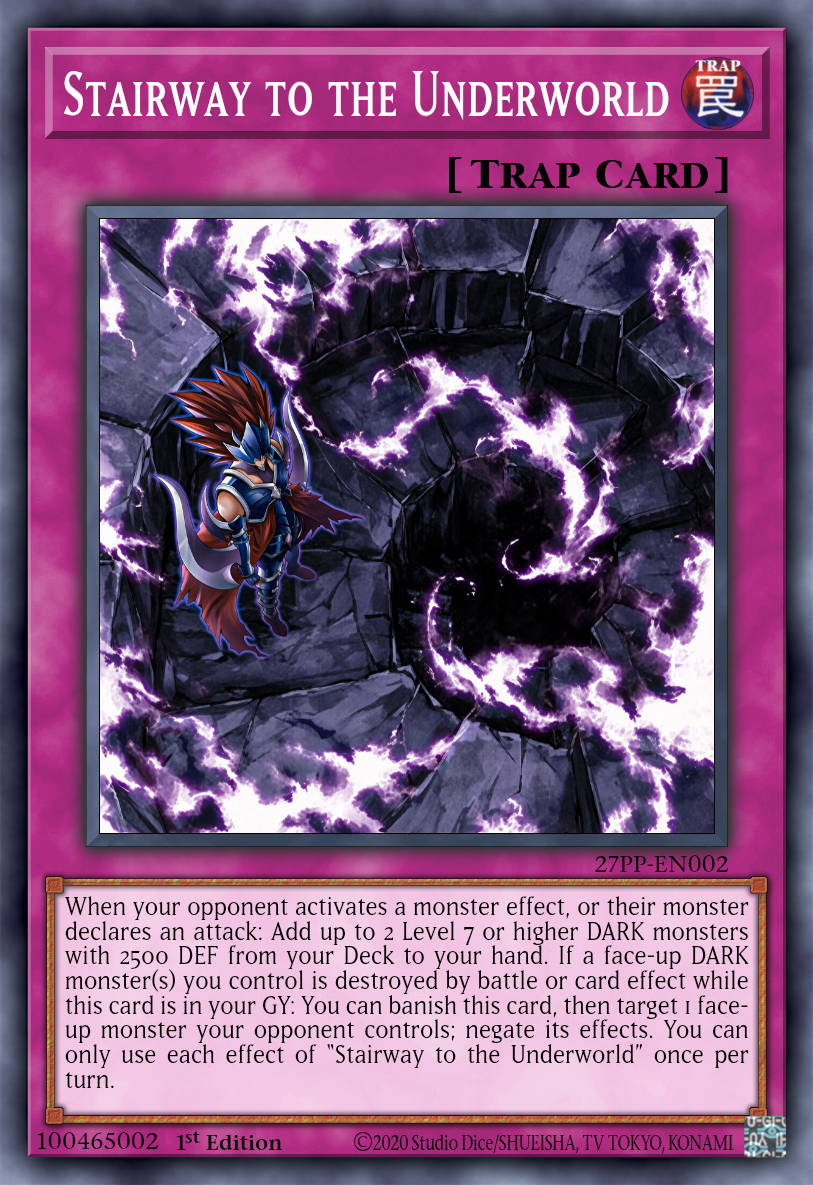 Stairway to the Underworld
TRAP
罠
[Trap Card]
27PP-EN002
When your opponent activates a monster effect, or their monster
declares an attack: Add up to 2 Level 7 or higher DARK monsters
with 2500 DEF from your Deck to your hand. If a face-up DARK
monster(s) you control is destroyed by battle or card effect while
this card is in your GY: You can banish this card, then target 1 face-
up monster your opponent controls; negate its effects. You can
only use each effect of "Stairway to the Underworld" once per
turn.
100465002 1st Edition ©2020 Studio Dice/SHUEISHA, TV TOKYO, KONAMI